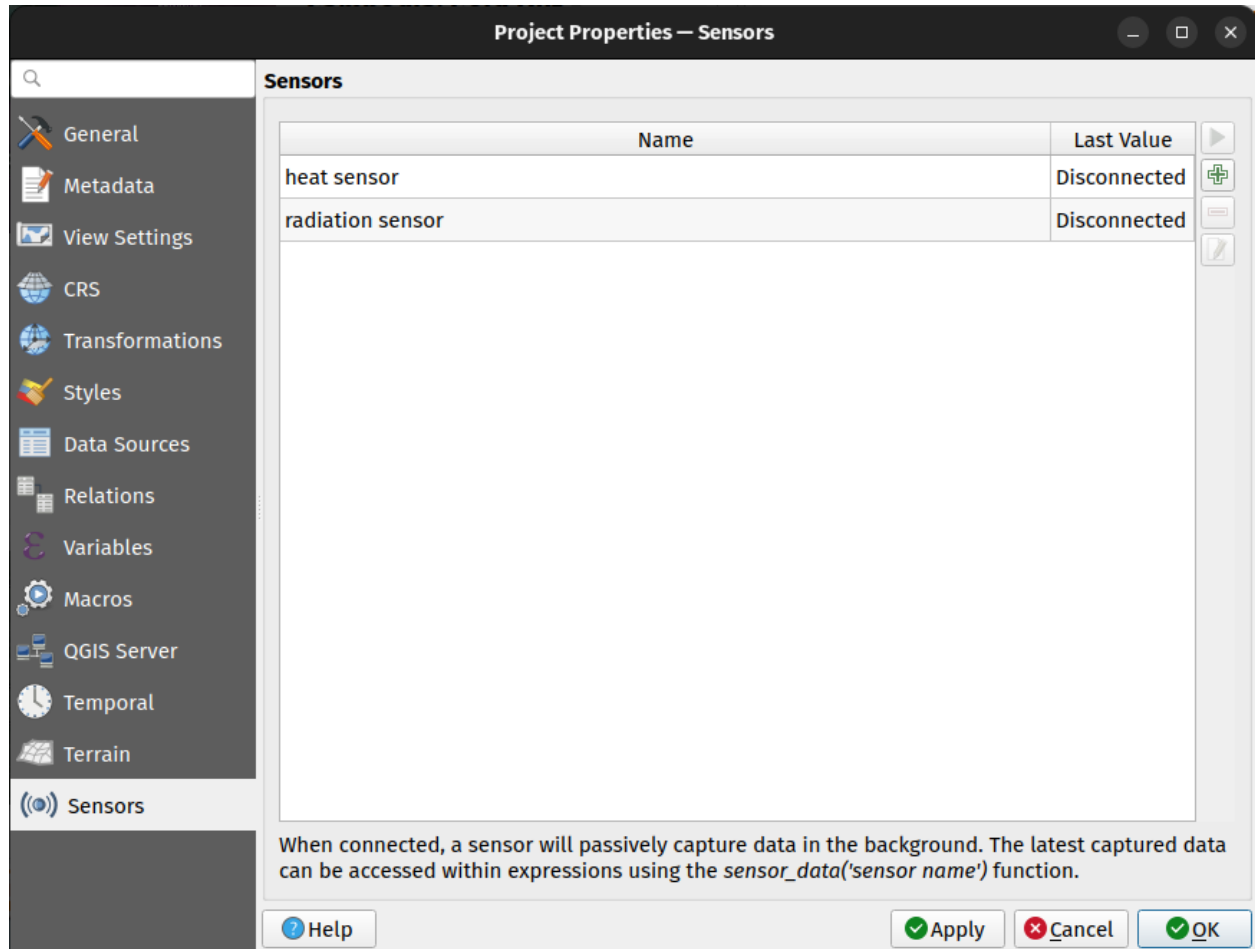 Project Properties — Sensors
Sensors
General
Metadata
View Settings
CRS
Transformations
Styles
Data Sources
Relations
Variables
Macros
QGIS Server
Temporal
Terrain
Sensors
Name Last Value
heat sensor Disconnected
radiation sensor Disconnected
When connected, a sensor will passively capture data in the background. The latest captured data
can be accessed within expressions using the sensor_data('sensor name') function.
Help Apply Cancel OK